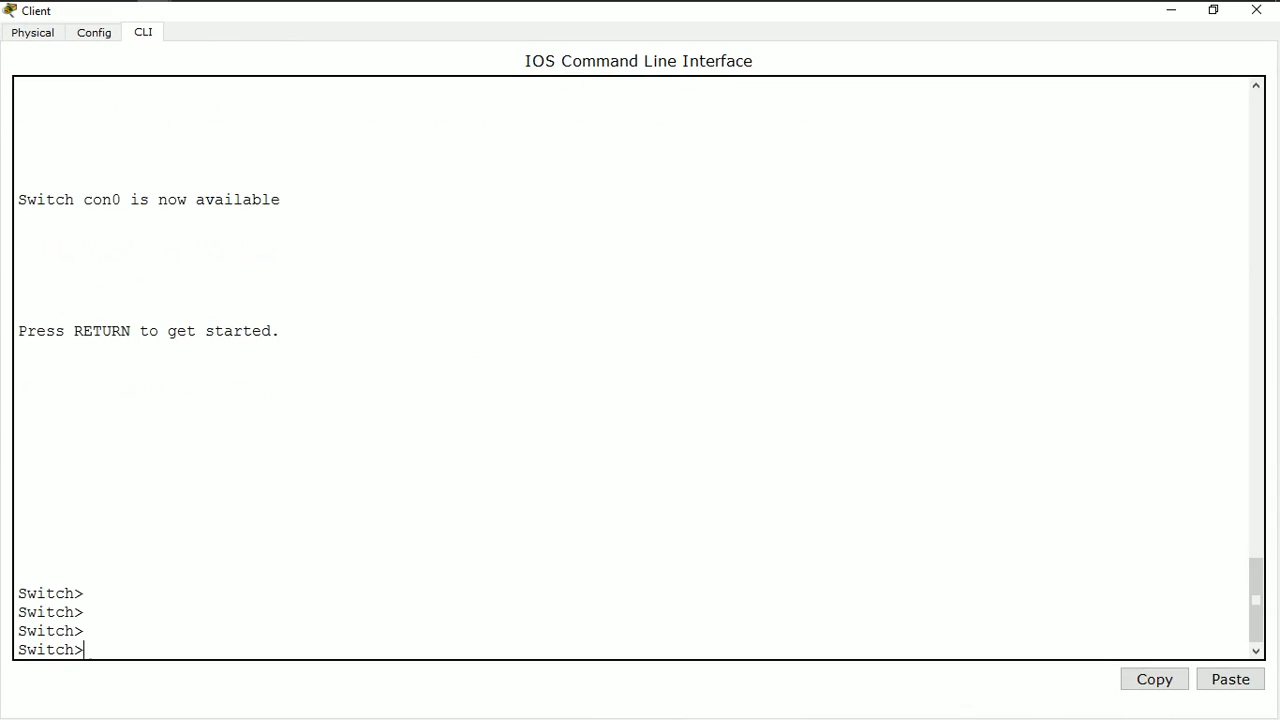 Client
Physical Config CLI
IOS Command Line Interface
Switch con0 is now available
Press RETURN to get started.
Switch>
Switch>
Switch>
Switch>
Copy Paste